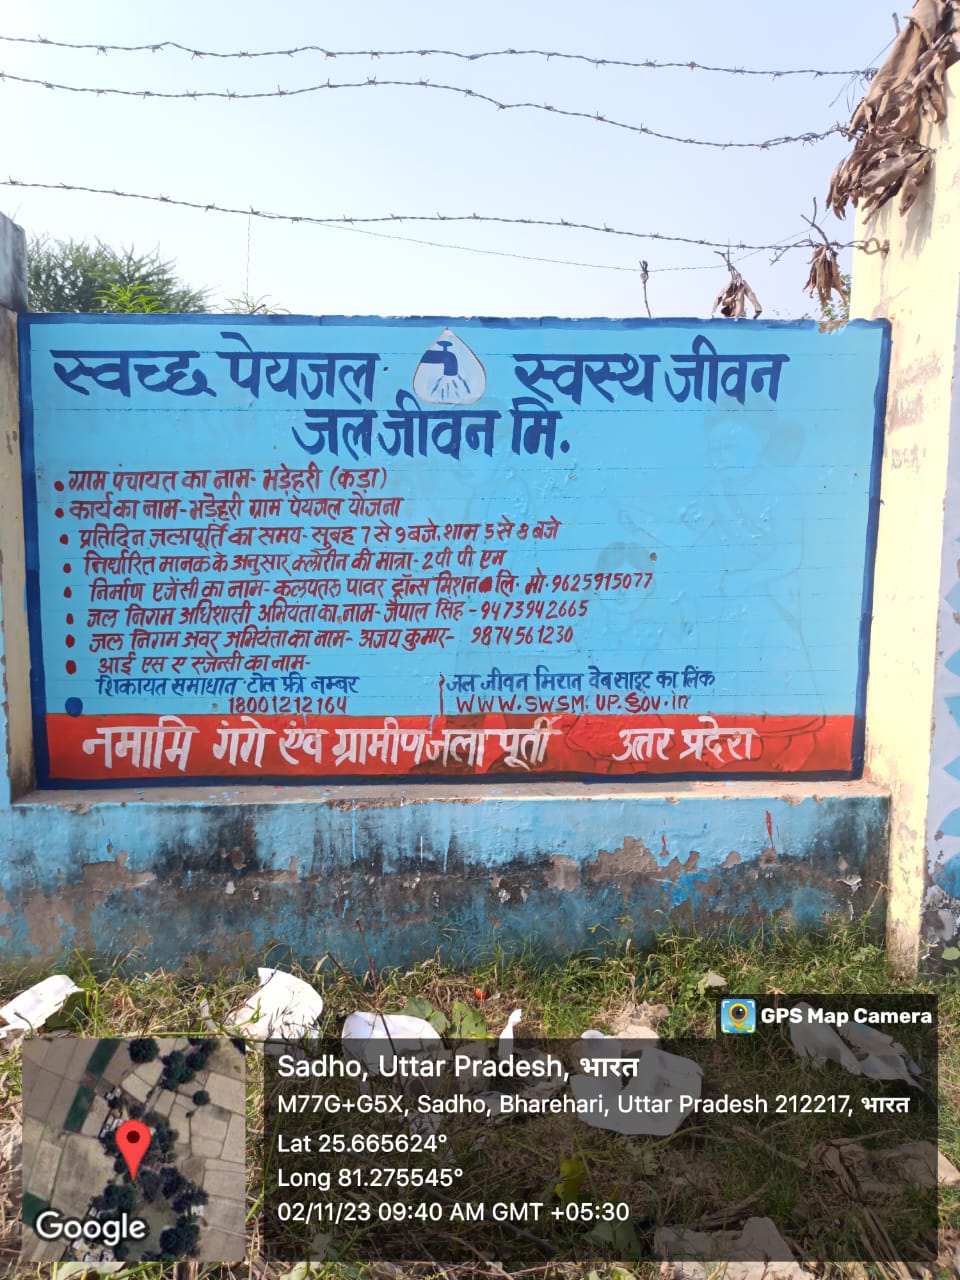 स्वच्छ पेयजल स्वस्थ जीवन
जल जीवन मि.
• ग्राम पंचायत का नाम- भड़ेहरी (कड़ा)
• कार्य का नाम- भड़ेहरी ग्राम पेयजल योजना
• प्रतिदिन जलापूर्ति का समय- सुबह 7 से 9 बजे, शाम 5 से 8 बजे
• निर्धारित मानक के अनुसार क्लोरीन की मात्रा- 2 पी पी एम
• निर्माण एजेंसी का नाम- कलपतरु पावर ट्रॉन्स मिशन लि. मो. 9625915077
• जल निगम अधिशासी अभियंता का नाम- जैपाल सिंह - 9473942665
• जल निगम अवर अभियंता का नाम- अजय कुमार- 9874561230
• आई एस ए एजेन्सी का नाम-
शिकायत समाधान टोल फ्री नम्बर
18001212164
जल जीवन मिशन वेब साइट का लिंक
WWW.SWSM.UP.Gov.in
नमामि गंगे एंव ग्रामीण जला पूर्ती उत्तर प्रदेश
GPS Map Camera
Sadho, Uttar Pradesh, भारत
M77G+G5X, Sadho, Bharehari, Uttar Pradesh 212217, भारत
Lat 25.665624°
Long 81.275545°
02/11/23 09:40 AM GMT +05:30
Google